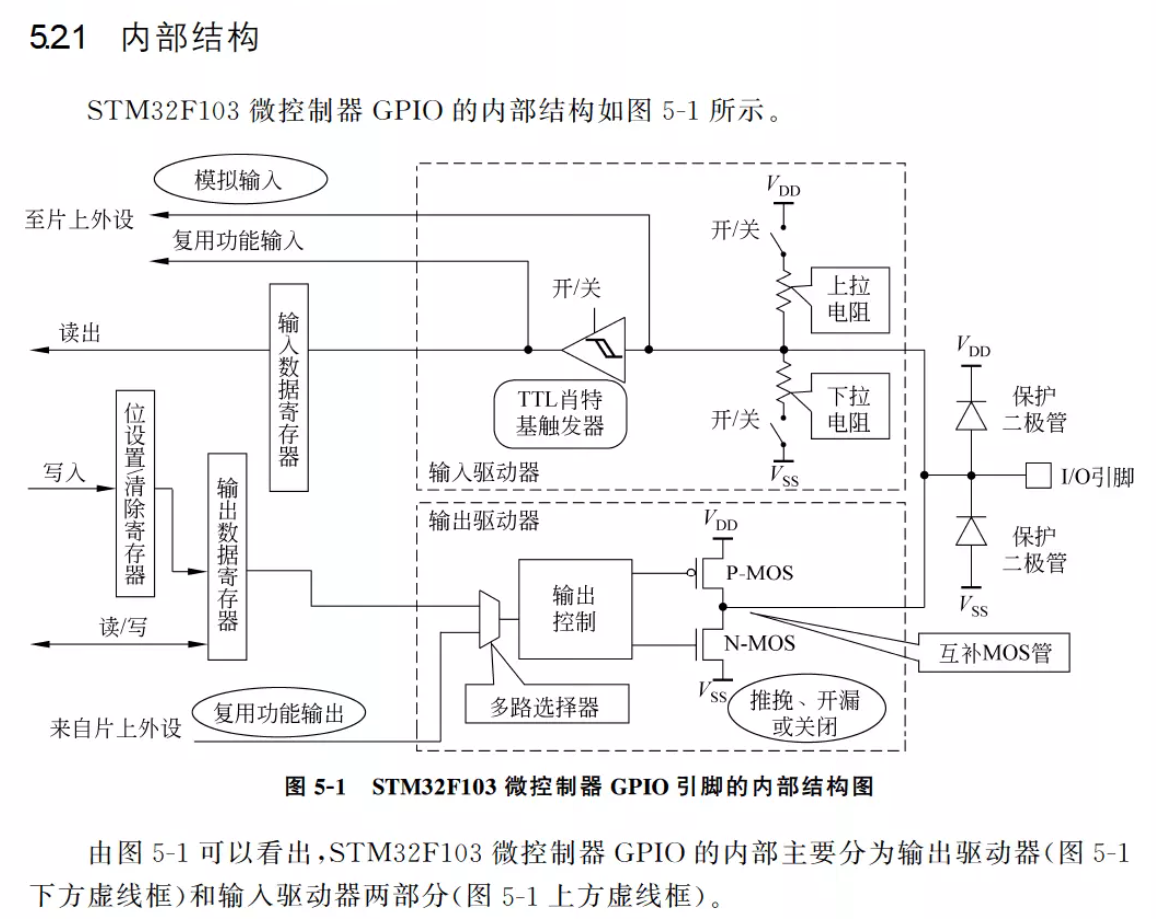 5.2.1 内部结构
STM32F103 微控制器 GPIO 的内部结构如图 5-1 所示。
模拟输入
至片上外设
复用功能输入
读出
输入数据寄存器
开/关
TTL肖特
基触发器
输入驱动器
VDD
开/关
上拉
电阻
下拉
电阻
开/关
VSS
VDD
保护
二极管
I/O引脚
保护
二极管
VSS
写入
位设置\清除寄存器
输出数据寄存器
读/写
来自片上外设
复用功能输出
输出驱动器
多路选择器
输出
控制
VDD
P-MOS
N-MOS
VSS
推挽、开漏
或关闭
互补MOS管
图 5-1 STM32F103 微控制器 GPIO 引脚的内部结构图
由图 5-1 可以看出,STM32F103 微控制器 GPIO 的内部主要分为输出驱动器(图 5-1
下方虚线框)和输入驱动器两部分(图 5-1 上方虚线框)。